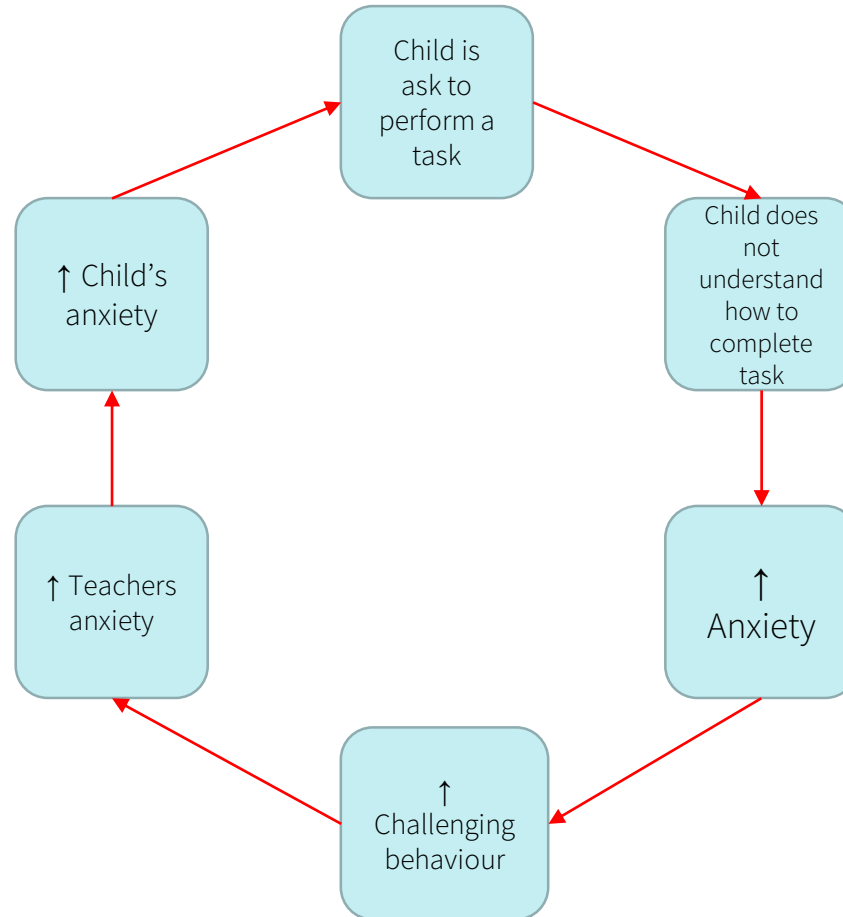 Child is
ask to
perform a
task
Child does
not
understand
how to
complete
task
↑
Anxiety
↑
Challenging
behaviour
↑ Teachers
anxiety
↑ Child’s
anxiety